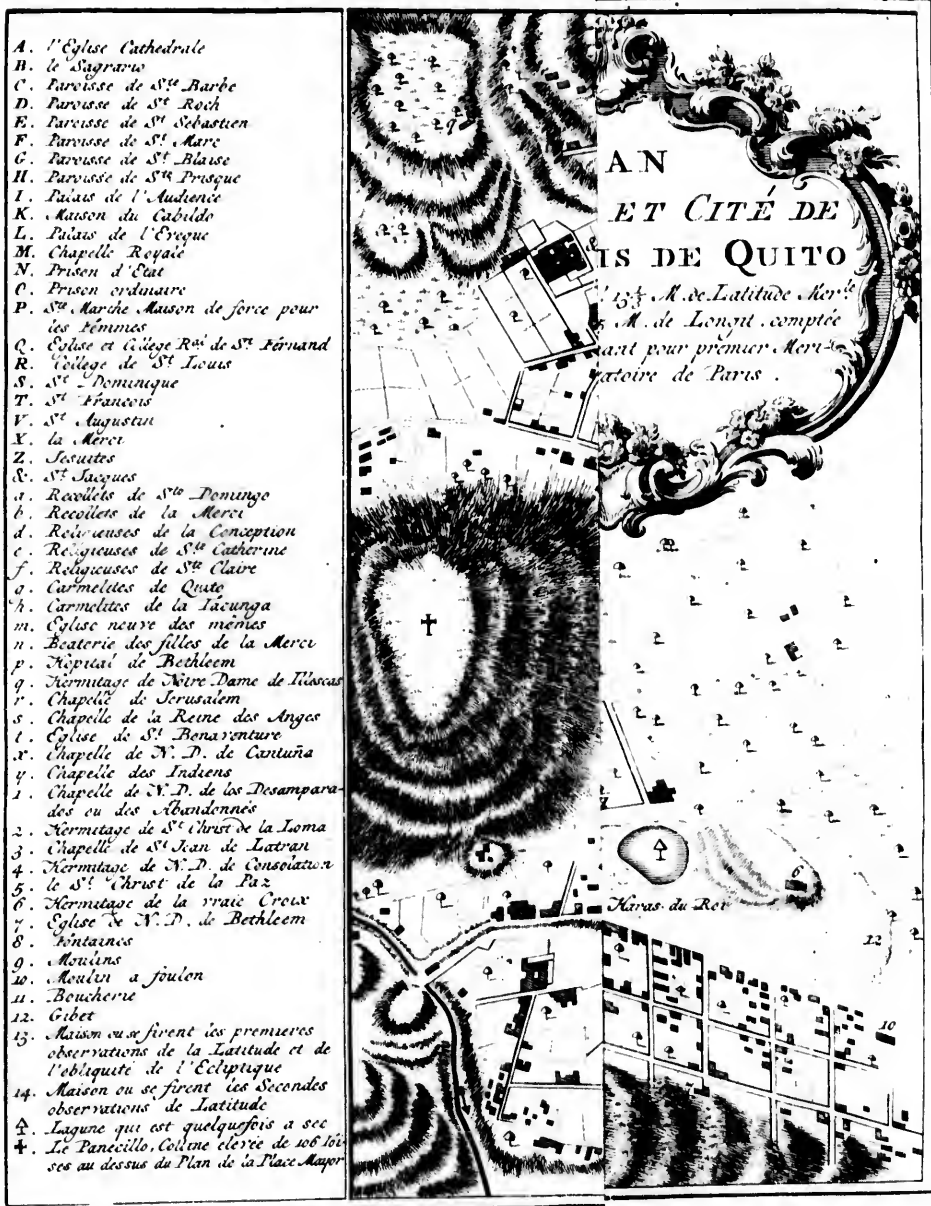 A. l'Eglise Cathedrale
B. le Sagrario
C. Paroisse de Ste Barbe
D. Paroisse de St Roch
E. Paroisse de St Sebastien
F. Paroisse de St Marc
G. Paroisse de St Blaise
H. Paroisse de Ste Prisque
I. Palais de l'Audience
K. Maison du Cabildo
L. Palais de l'Eveque
M. Chapelle Royale
N. Prison d'Etat
O. Prison ordinaire
P. Ste Marthe Maison de force pour
les Femmes
Q. Eglise et College Ral de St Fernand
R. College de St Louis
S. St Dominique
T. St Francois
V. St Augustin
X. la Merci
Z. Jesuites
&. St Jacques
a. Recollets de Sto Domingo
b. Recollets de la Merci
d. Religieuses de la Conception
e. Religieuses de Ste Catherine
f. Religieuses de Ste Claire
g. Carmelites de Quito
h. Carmelites de la Tacunga
m. Eglise neuve des mêmes
n. Beaterie des filles de la Merci
p. Hôpital de Bethleem
q. Hermitage de Nôtre Dame de Illescas
r. Chapelle de Jerusalem
s. Chapelle de la Reine des Anges
t. Eglise de St Bonaventure
x. Chapelle de N. D. de Cantuña
y. Chapelle des Indiens
1. Chapelle de N. D. de los Desampara-
des ou des Abandonnés
2. Hermitage de St Christ de la Loma
3. Chapelle de St Jean de Latran
4. Hermitage de N. D. de Consolation
5. le St Christ de la Paz
6. Hermitage de la vraie Croix
7. Eglise de N. D. de Bethleem
8. Fontaines
9. Moulins
10. Moulin a foulon
11. Boucherie
12. Gibet
13. Maison ou se firent les premieres
observations de la Latitude et de
l'obliquité de l'Ecliptique
14. Maison ou se firent les Secondes
observations de Latitude
Lagune qui est quelquefois a sec
Le Panecillo, Colline elevée de 106 toi-
ses au dessus du Plan de la Place Mayor
q
AN
ET CITÉ DE
IS DE QUITO
13⅓ M. de Latitude Merle
5 M. de Longit. comptée
ant pour premier Meri-
atoire de Paris.
6
Haras du Roi
12
10